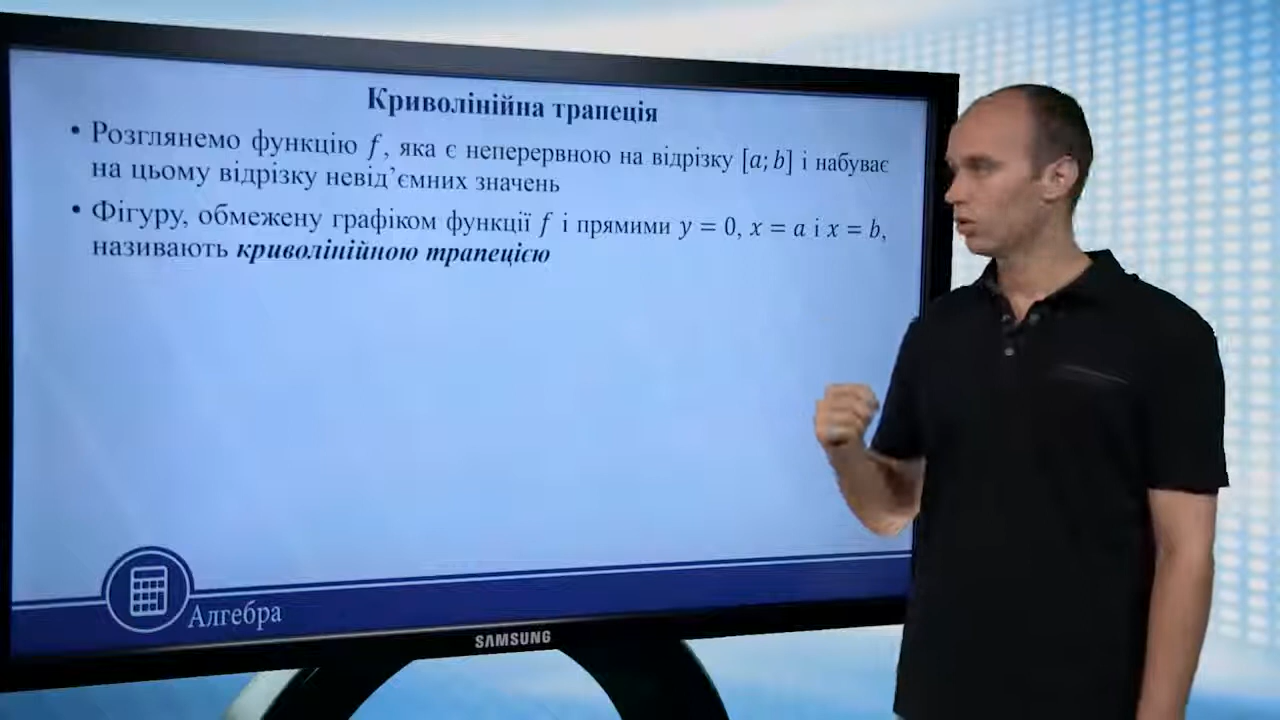 Криволінійна трапеція
• Розглянемо функцію f, яка є неперервною на відрізку [a; b] і набуває
на цьому відрізку невід’ємних значень
• Фігуру, обмежену графіком функції f і прямими y = 0, x = a і x = b,
називають криволінійною трапецією
Алгебра
SAMSUNG